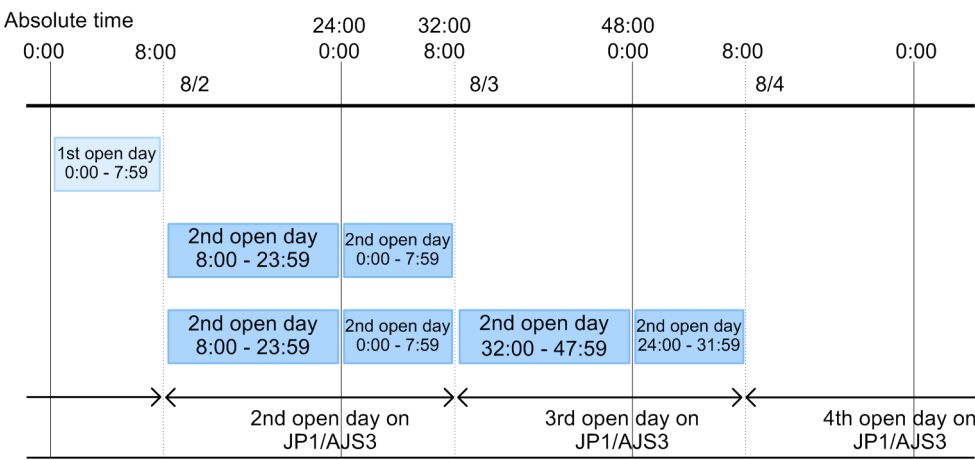 Absolute time
24:00 32:00 48:00
0:00 8:00 0:00 8:00 0:00 8:00 0:00
8/2 8/3 8/4
1st open day
0:00 - 7:59
2nd open day
8:00 - 23:59
2nd open day
0:00 - 7:59
2nd open day
8:00 - 23:59
2nd open day
0:00 - 7:59
2nd open day
32:00 - 47:59
2nd open day
24:00 - 31:59
2nd open day on
JP1/AJS3
3rd open day on
JP1/AJS3
4th open day on
JP1/AJS3